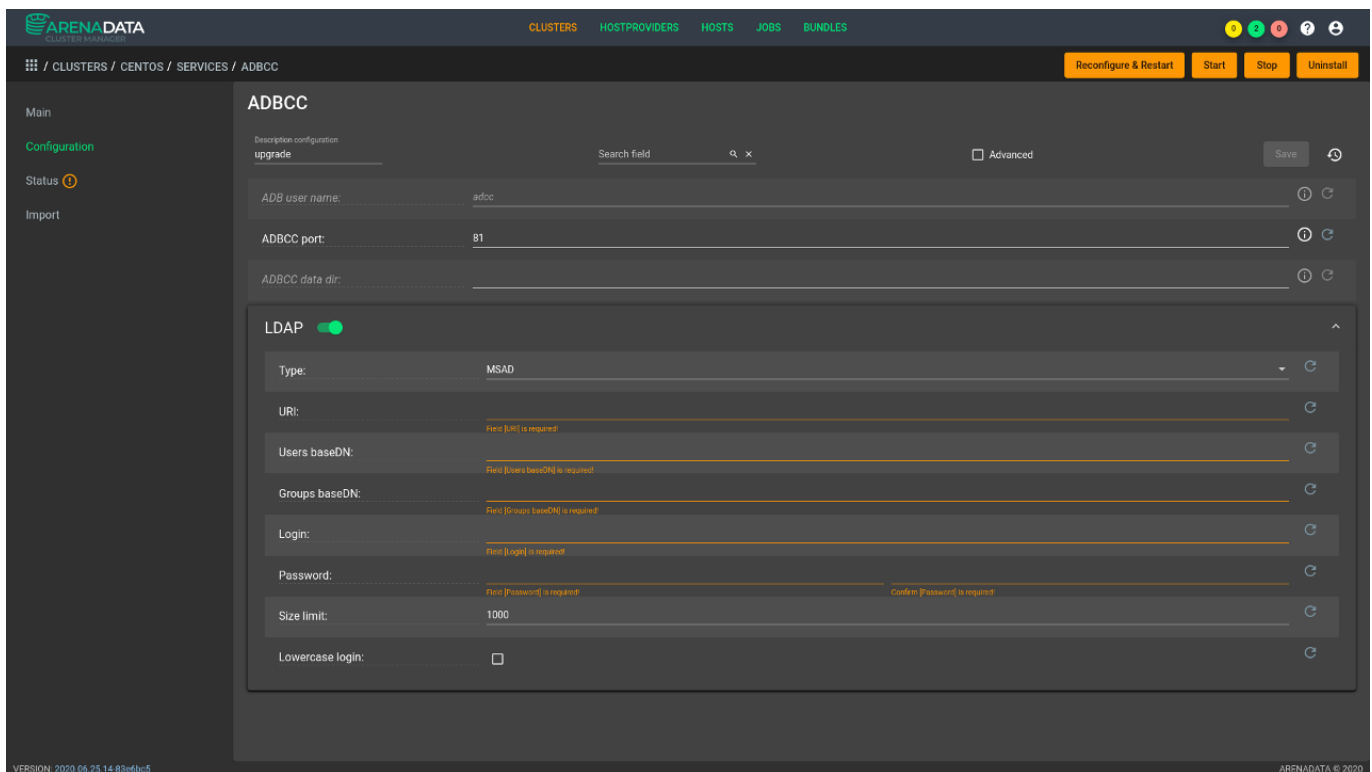 ARENADATA
CLUSTER MANAGER
CLUSTERS HOSTPROVIDERS HOSTS JOBS BUNDLES
0 2 0 ?
/ CLUSTERS / CENTOS / SERVICES / ADBCC
Reconfigure & Restart Start Stop Uninstall
Main
Configuration
Status
Import
ADBCC
Description configuration
upgrade
Search field
Advanced
Save
ADB user name: adcc
ADBCC port: 81
ADBCC data dir:
LDAP
Type: MSAD
URI:
Field [URI] is required!
Users baseDN:
Field [Users baseDN] is required!
Groups baseDN:
Field [Groups baseDN] is required!
Login:
Field [Login] is required!
Password:
Field [Password] is required! Confirm [Password] is required!
Size limit: 1000
Lowercase login:
VERSION: 2020.06.25.14-83e6bc5
ARENADATA © 2020